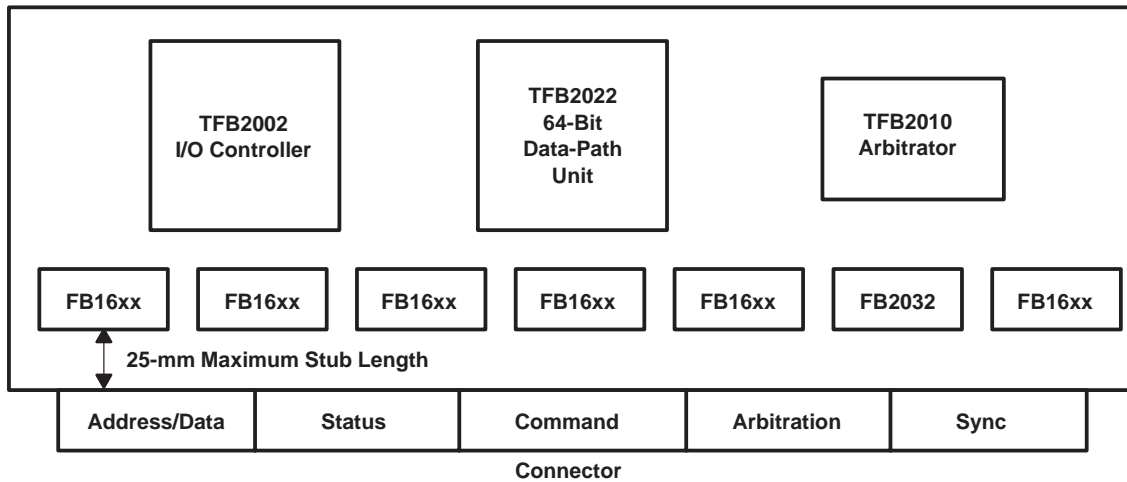 TFB2002
I/O Controller
TFB2022
64-Bit
Data-Path
Unit
TFB2010
Arbitrator
FB16xx
FB16xx
FB16xx
FB16xx
FB16xx
FB2032
FB16xx
25-mm Maximum Stub Length
Address/Data
Status
Command
Arbitration
Sync
Connector